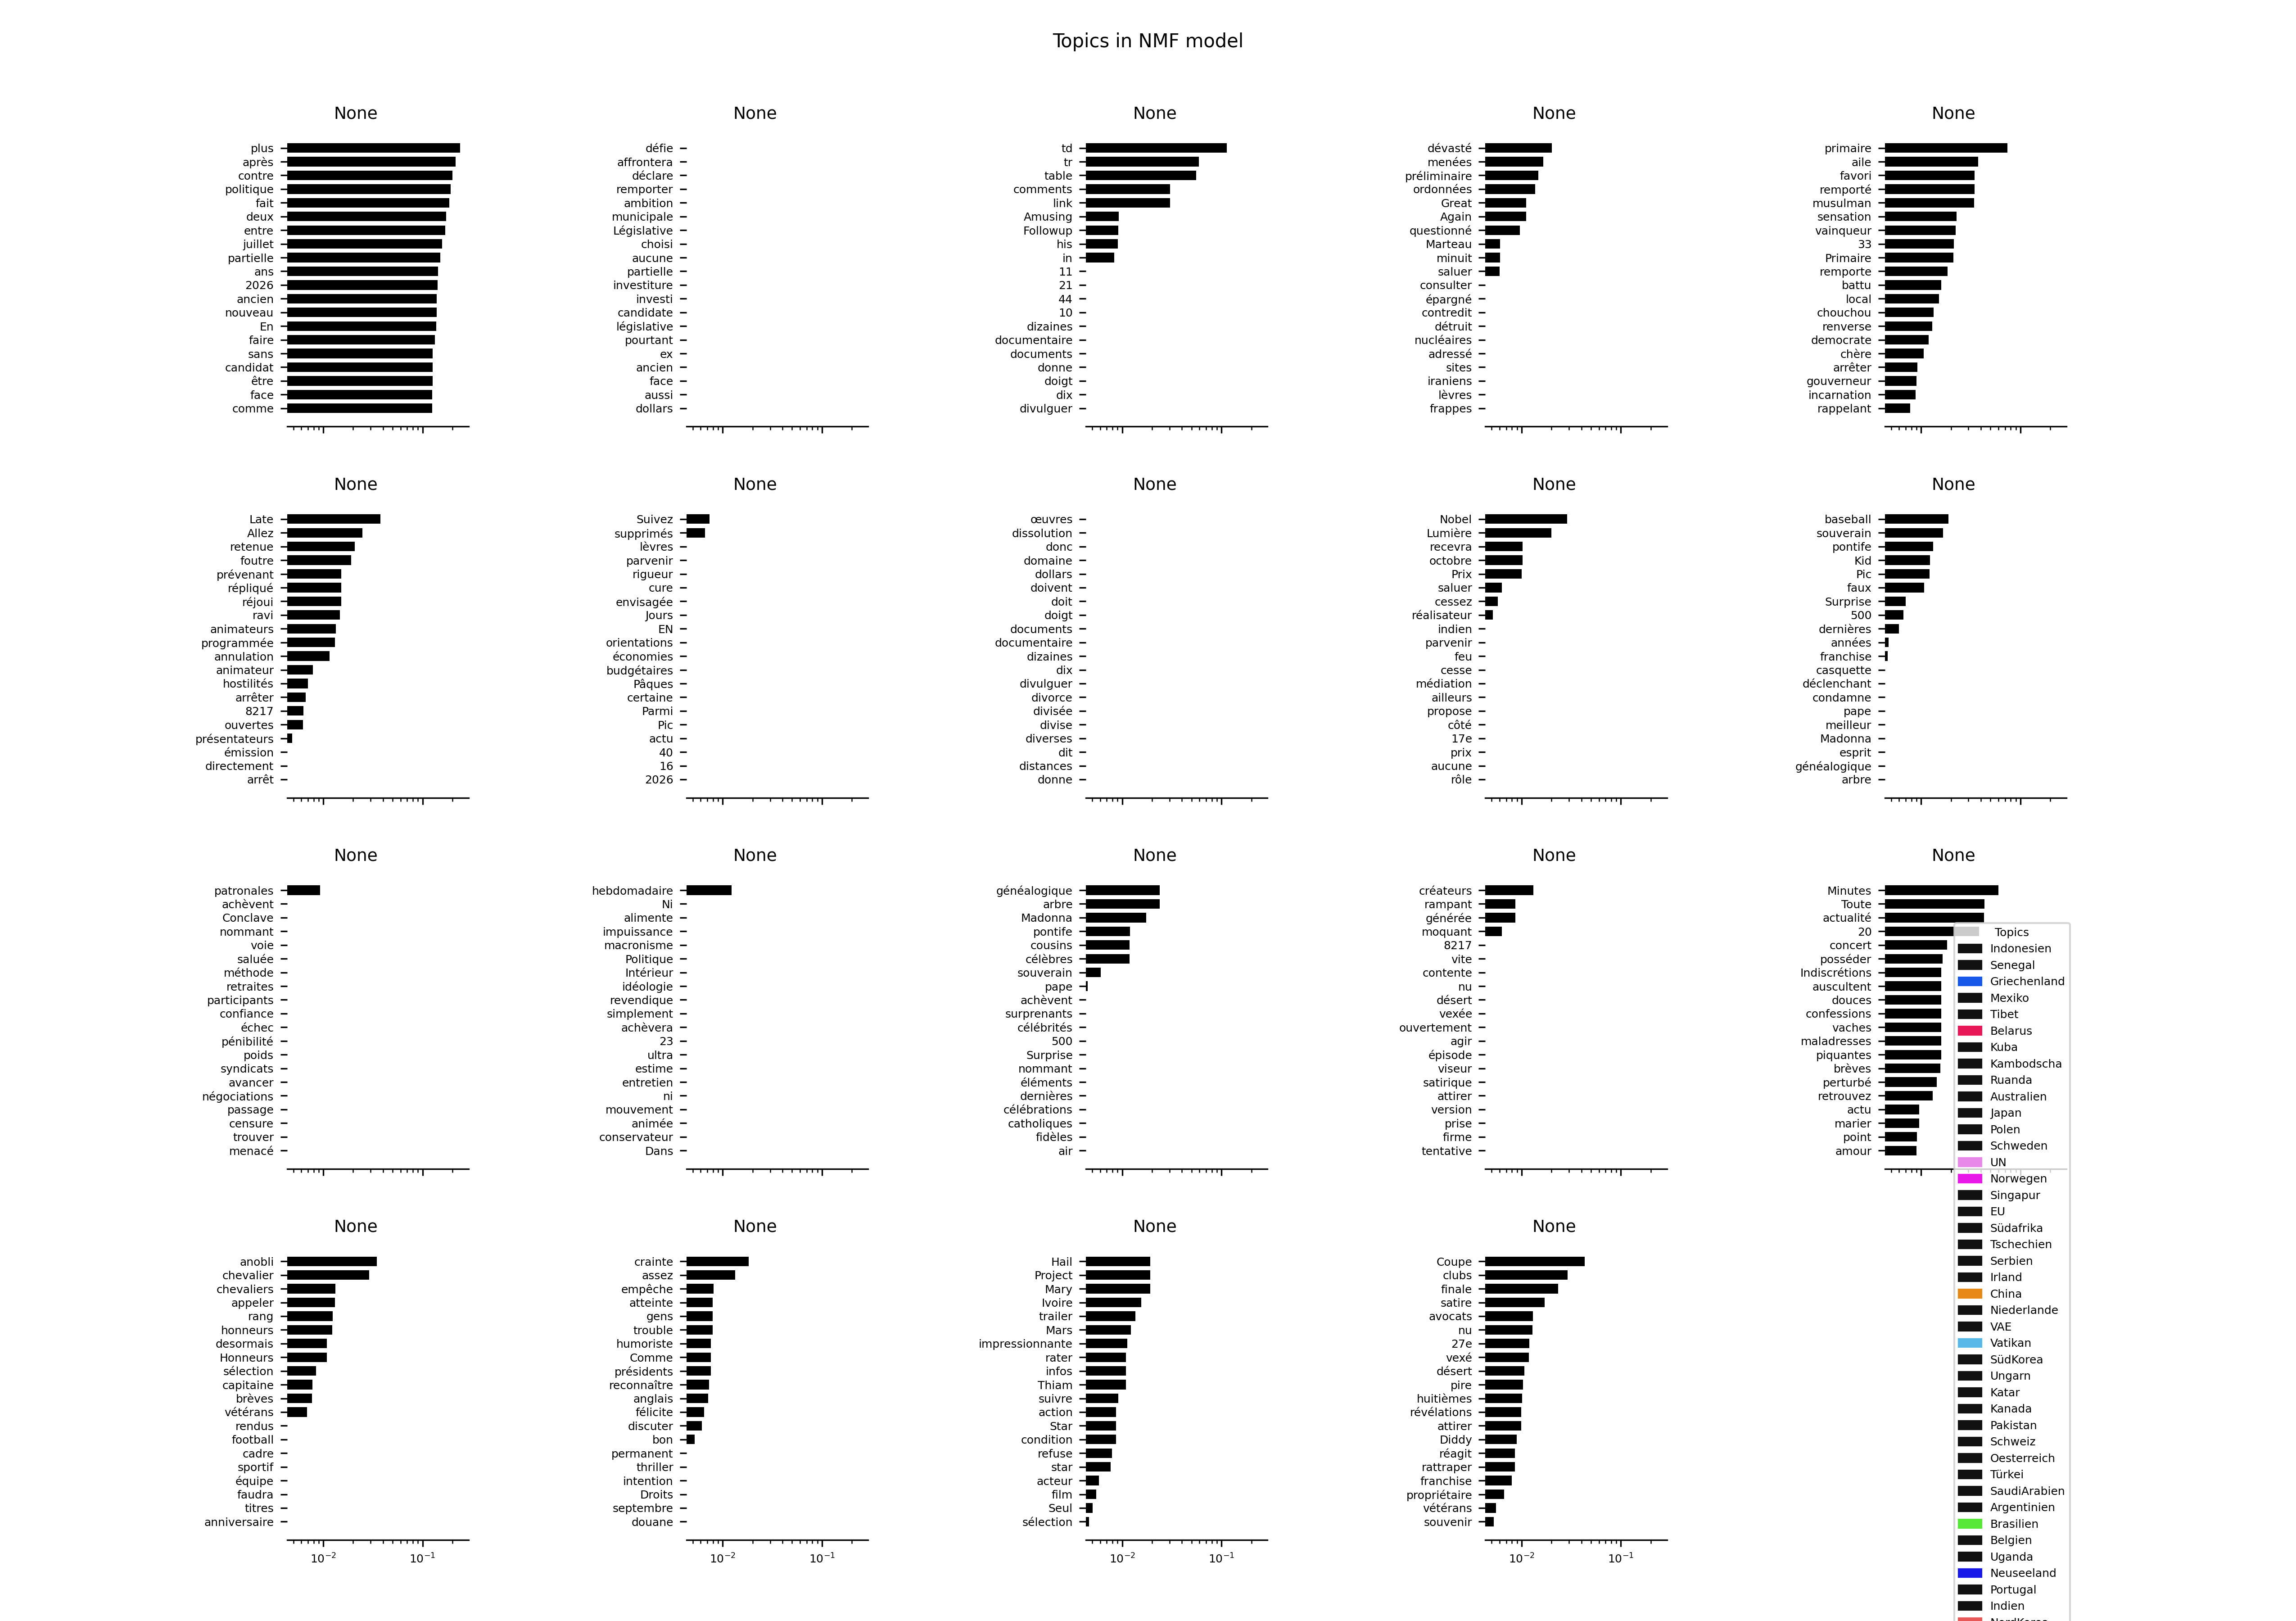 Topics in NMF model
None
plus
après
contre
politique
fait
deux
entre
juillet
partielle
ans
2026
ancien
nouveau
En
faire
sans
candidat
être
face
comme
None
défie
affrontera
déclare
remporter
ambition
municipale
Législative
choisi
aucune
partielle
investiture
investi
candidate
législative
pourtant
ex
ancien
face
aussi
dollars
None
td
tr
table
comments
link
Amusing
Followup
his
in
11
21
44
10
dizaines
documentaire
documents
donne
doigt
dix
divulguer
None
dévasté
menées
préliminaire
ordonnées
Great
Again
questionné
Marteau
minuit
saluer
consulter
épargné
contredit
détruit
nucléaires
adressé
sites
iraniens
lèvres
frappes
None
primaire
aile
favori
remporté
musulman
sensation
vainqueur
33
Primaire
remporte
battu
local
chouchou
renverse
democrate
chère
arrêter
gouverneur
incarnation
rappelant
None
Late
Allez
retenue
foutre
prévenant
répliqué
réjoui
ravi
animateurs
programmée
annulation
animateur
hostilités
arrêter
8217
ouvertes
présentateurs
émission
directement
arrêt
None
Suivez
supprimés
lèvres
parvenir
rigueur
cure
envisagée
Jours
EN
orientations
économies
budgétaires
Pâques
certaine
Parmi
Pic
actu
40
16
2026
None
œuvres
dissolution
donc
domaine
dollars
doivent
doit
doigt
documents
documentaire
dizaines
dix
divulguer
divorce
divisée
divise
diverses
dit
distances
donne
None
Nobel
Lumière
recevra
octobre
Prix
saluer
cessez
réalisateur
indien
parvenir
feu
cesse
médiation
ailleurs
propose
côté
17e
prix
aucune
rôle
None
baseball
souverain
pontife
Kid
Pic
faux
Surprise
500
dernières
années
franchise
casquette
déclenchant
condamne
pape
meilleur
Madonna
esprit
généalogique
arbre
None
patronales
achèvent
Conclave
nommant
voie
saluée
méthode
retraites
participants
confiance
échec
pénibilité
poids
syndicats
avancer
négociations
passage
censure
trouver
menacé
None
hebdomadaire
Ni
alimente
impuissance
macronisme
Politique
Intérieur
idéologie
revendique
simplement
achèvera
23
ultra
estime
entretien
ni
mouvement
animée
conservateur
Dans
None
généalogique
arbre
Madonna
pontife
cousins
célèbres
souverain
pape
achèvent
surprenants
célébrités
500
Surprise
nommant
éléments
dernières
célébrations
catholiques
fidèles
air
None
créateurs
rampant
générée
moquant
8217
vite
contente
nu
désert
vexée
ouvertement
agir
épisode
viseur
satirique
attirer
version
prise
firme
tentative
None
Minutes
Toute
actualité
20
concert
posséder
Indiscrétions
auscultent
douces
confessions
vaches
maladresses
piquantes
brèves
perturbé
retrouvez
actu
marier
point
amour
None
anobli
chevalier
chevaliers
appeler
rang
honneurs
desormais
Honneurs
sélection
capitaine
brèves
vétérans
rendus
football
cadre
sportif
équipe
faudra
titres
anniversaire
10⁻² 10⁻¹
None
crainte
assez
empêche
atteinte
gens
trouble
humoriste
Comme
présidents
reconnaître
anglais
félicite
discuter
bon
permanent
thriller
intention
Droits
septembre
douane
10⁻² 10⁻¹
None
Hail
Project
Mary
Ivoire
trailer
Mars
impressionnante
rater
infos
Thiam
suivre
action
Star
condition
refuse
star
acteur
film
Seul
sélection
10⁻² 10⁻¹
None
Coupe
clubs
finale
satire
avocats
nu
27e
vexé
désert
pire
huitièmes
révélations
attirer
Diddy
réagit
rattraper
franchise
propriétaire
vétérans
souvenir
10⁻² 10⁻¹
Topics
Indonesien
Senegal
Griechenland
Mexiko
Tibet
Belarus
Kuba
Kambodscha
Ruanda
Australien
Japan
Polen
Schweden
UN
Norwegen
Singapur
EU
Südafrika
Tschechien
Serbien
Irland
China
Niederlande
VAE
Vatikan
SüdKorea
Ungarn
Katar
Kanada
Pakistan
Schweiz
Oesterreich
Türkei
SaudiArabien
Argentinien
Brasilien
Belgien
Uganda
Neuseeland
Portugal
Indien